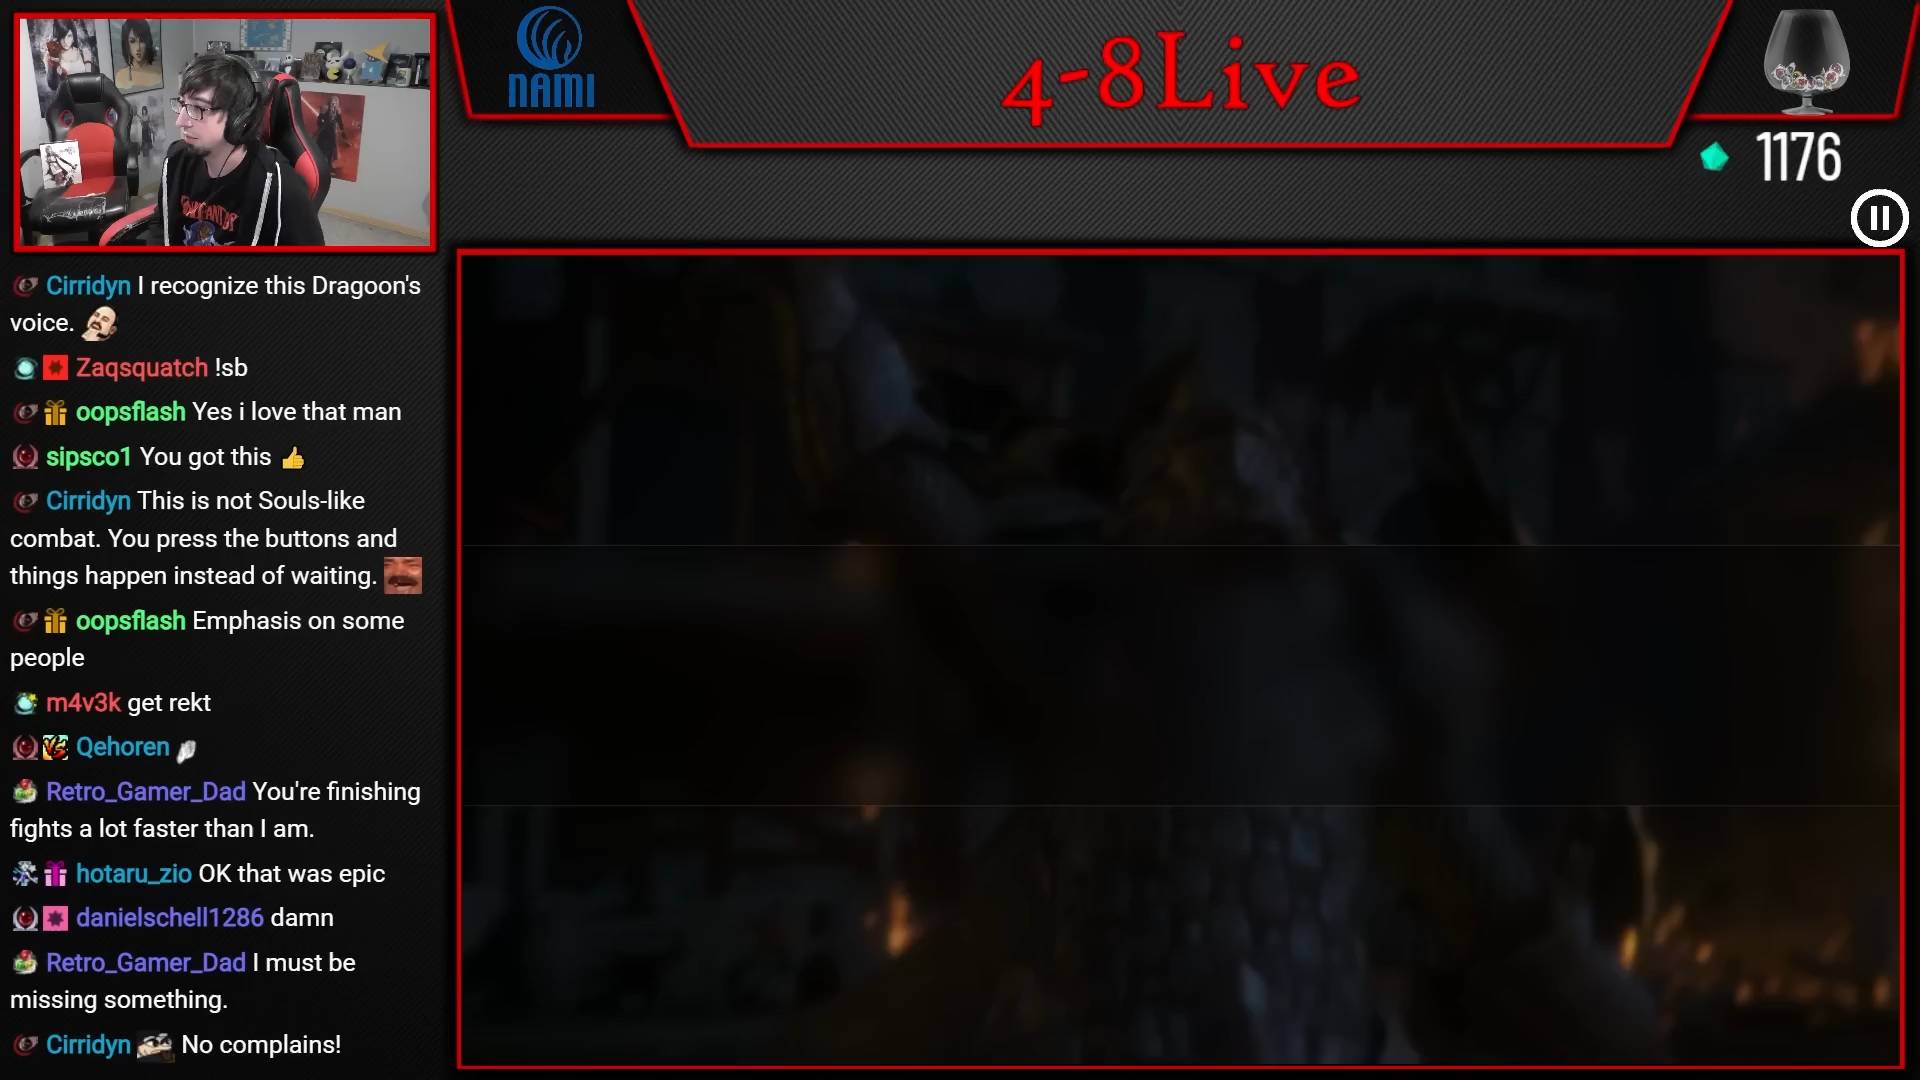 NAMI
4-8Live
1176
Cirridyn I recognize this Dragoon's
voice.
Zaqsquatch !sb
oopsflash Yes i love that man
sipsco1 You got this
Cirridyn This is not Souls-like
combat. You press the buttons and
things happen instead of waiting.
oopsflash Emphasis on some
people
m4v3k get rekt
Qehoren
Retro_Gamer_Dad You're finishing
fights a lot faster than I am.
hotaru_zio OK that was epic
danielschell1286 damn
Retro_Gamer_Dad I must be
missing something.
Cirridyn No complains!